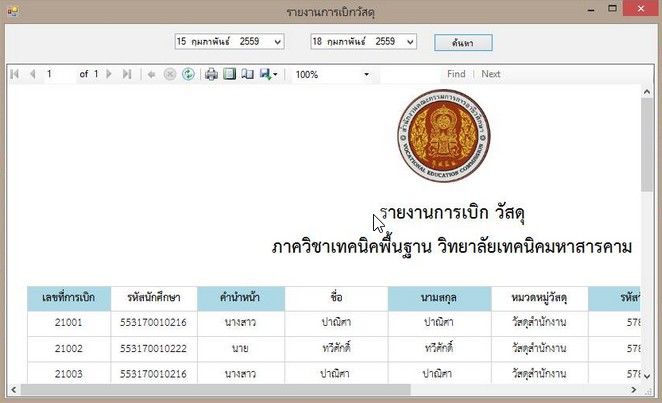 รายงานการเบิกวัสดุ
15 กุมภาพันธ์ 2559 18 กุมภาพันธ์ 2559 ค้นหา
1 of 1 100% Find Next
สำนักงานคณะกรรมการการอาชีวศึกษา
VOCATIONAL EDUCATION COMMISSION
รายงานการเบิก วัสดุ
ภาควิชาเทคนิคพื้นฐาน วิทยาลัยเทคนิคมหาสารคาม
เลขที่การเบิก รหัสนักศึกษา คำนำหน้า ชื่อ นามสกุล หมวดหมู่วัสดุ
21001 553170010216 นางสาว ปาณิศา ปาณิศา วัสดุสำนักงาน 578
21002 553170010222 นาย ทวีศักดิ์ ทวีศักดิ์ วัสดุสำนักงาน 578
21003 553170010216 นางสาว ปาณิศา ปาณิศา วัสดุสำนักงาน 578